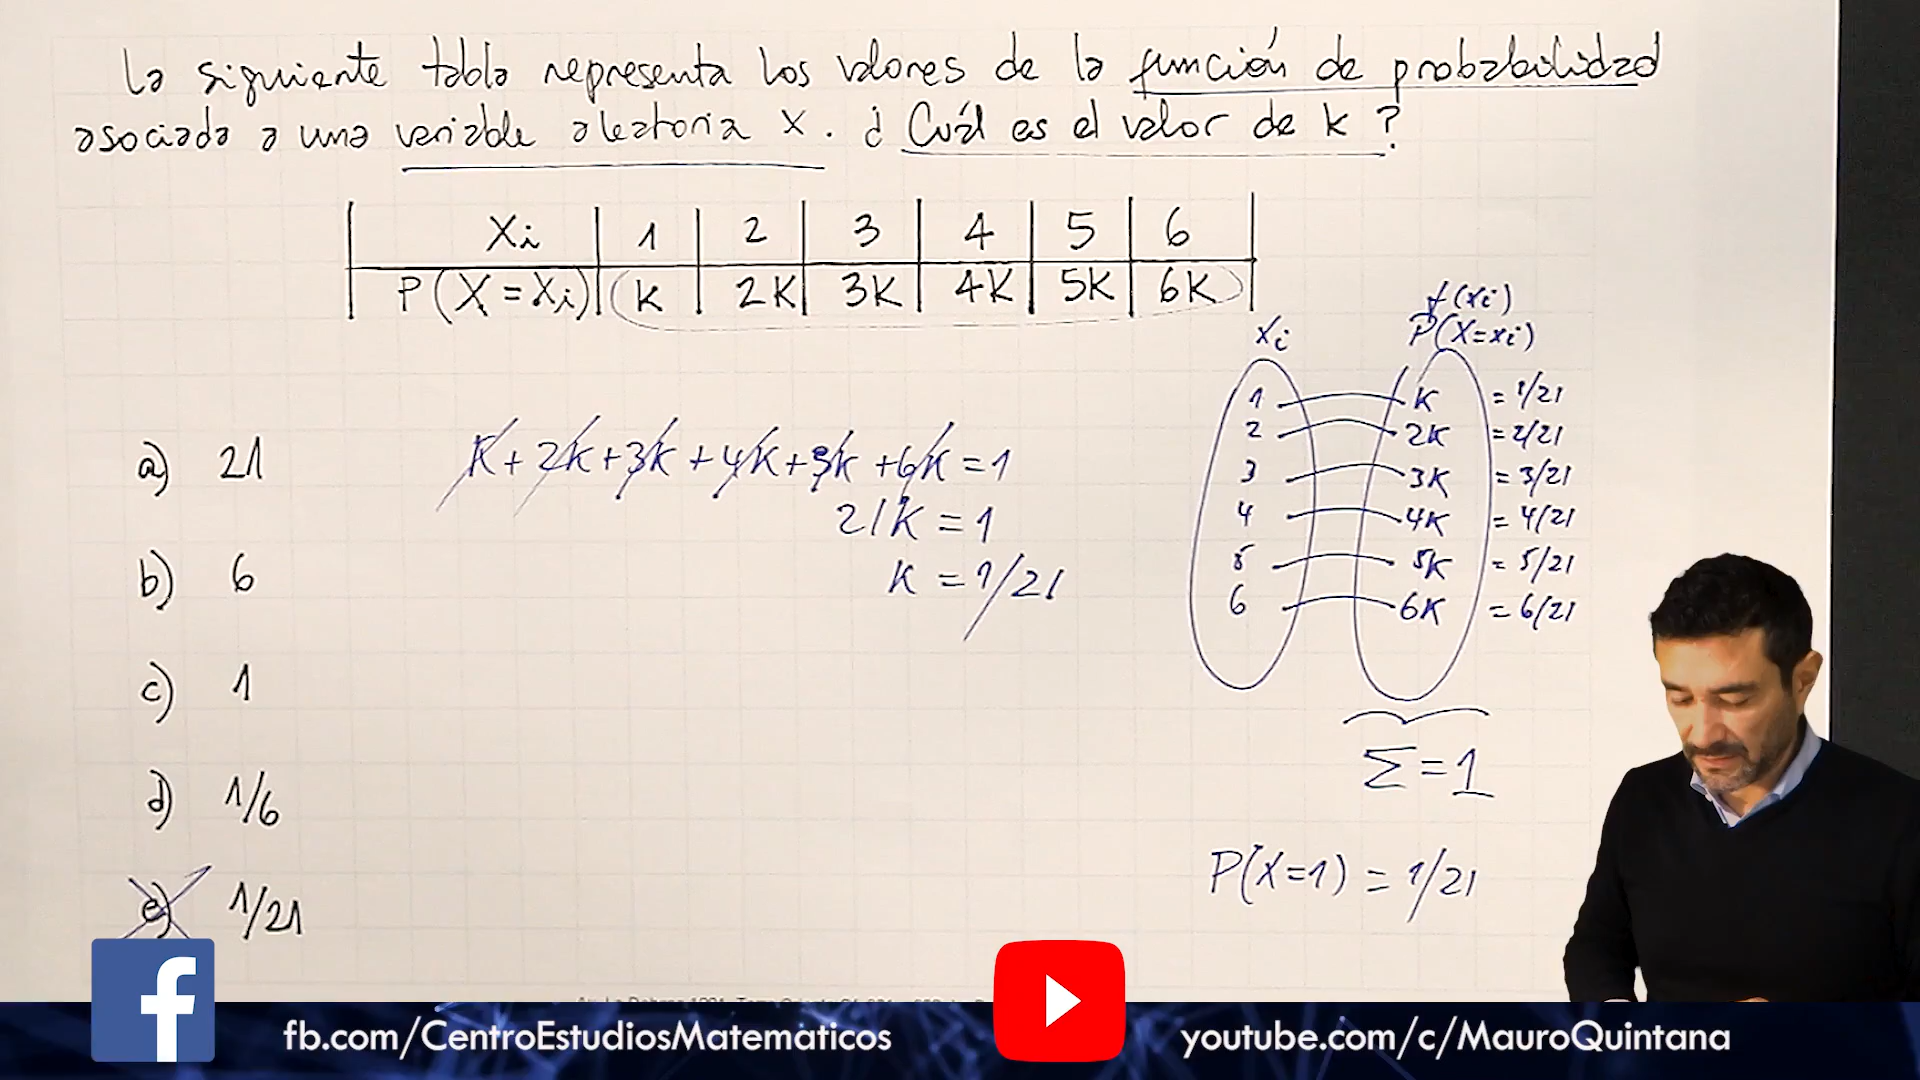 La siguiente tabla representa los valores de la función de probabilidad
asociada a una variable aleatoria X. ¿Cuál es el valor de k?
Xi 1 2 3 4 5 6
P(X=Xi) k 2K 3K 4K 5K 6K
a) 21
b) 6
c) 1
d) 1/6
e) 1/21
K+2K+3K+4K+5K+6K=1
21K=1
K=1/21
f(xi)
Xi P(X=xi)
1 K =1/21
2 2K =2/21
3 3K =3/21
4 4K =4/21
5 5K =5/21
6 6K =6/21
Σ=1
P(X=1)=1/21
f
fb.com/CentroEstudiosMatematicos
youtube.com/c/MauroQuintana